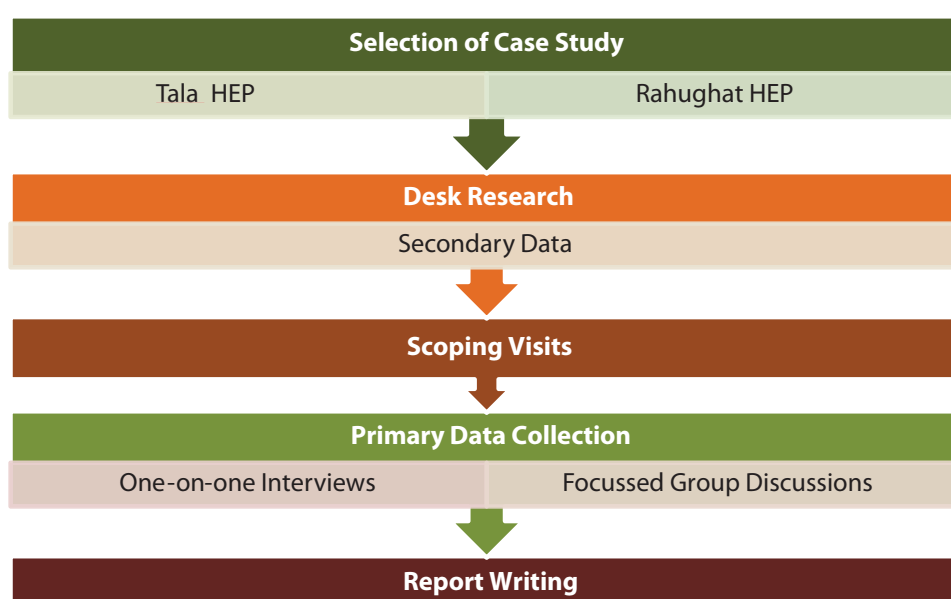 Selection of Case Study
Tala HEP
Rahughat HEP
Desk Research
Secondary Data
Scoping Visits
Primary Data Collection
One-on-one Interviews
Focussed Group Discussions
Report Writing